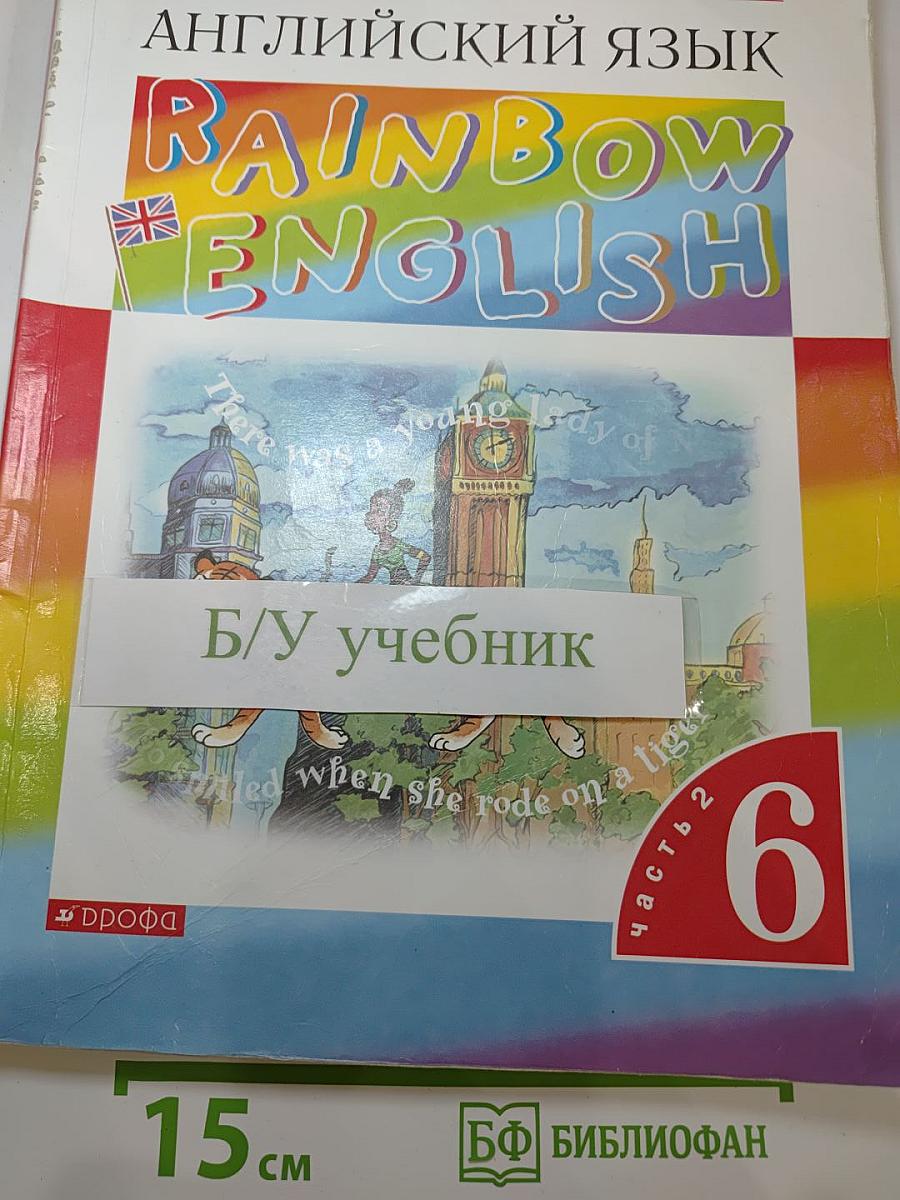 АНГЛИЙСКИЙ ЯЗЫК
RAINBOW
ENGLISH
There was a young lady of
Б/У учебник
smiled when she rode on a tiger
часть 2
6
ДРОФА
15 см
БФ БИБЛИОФАН